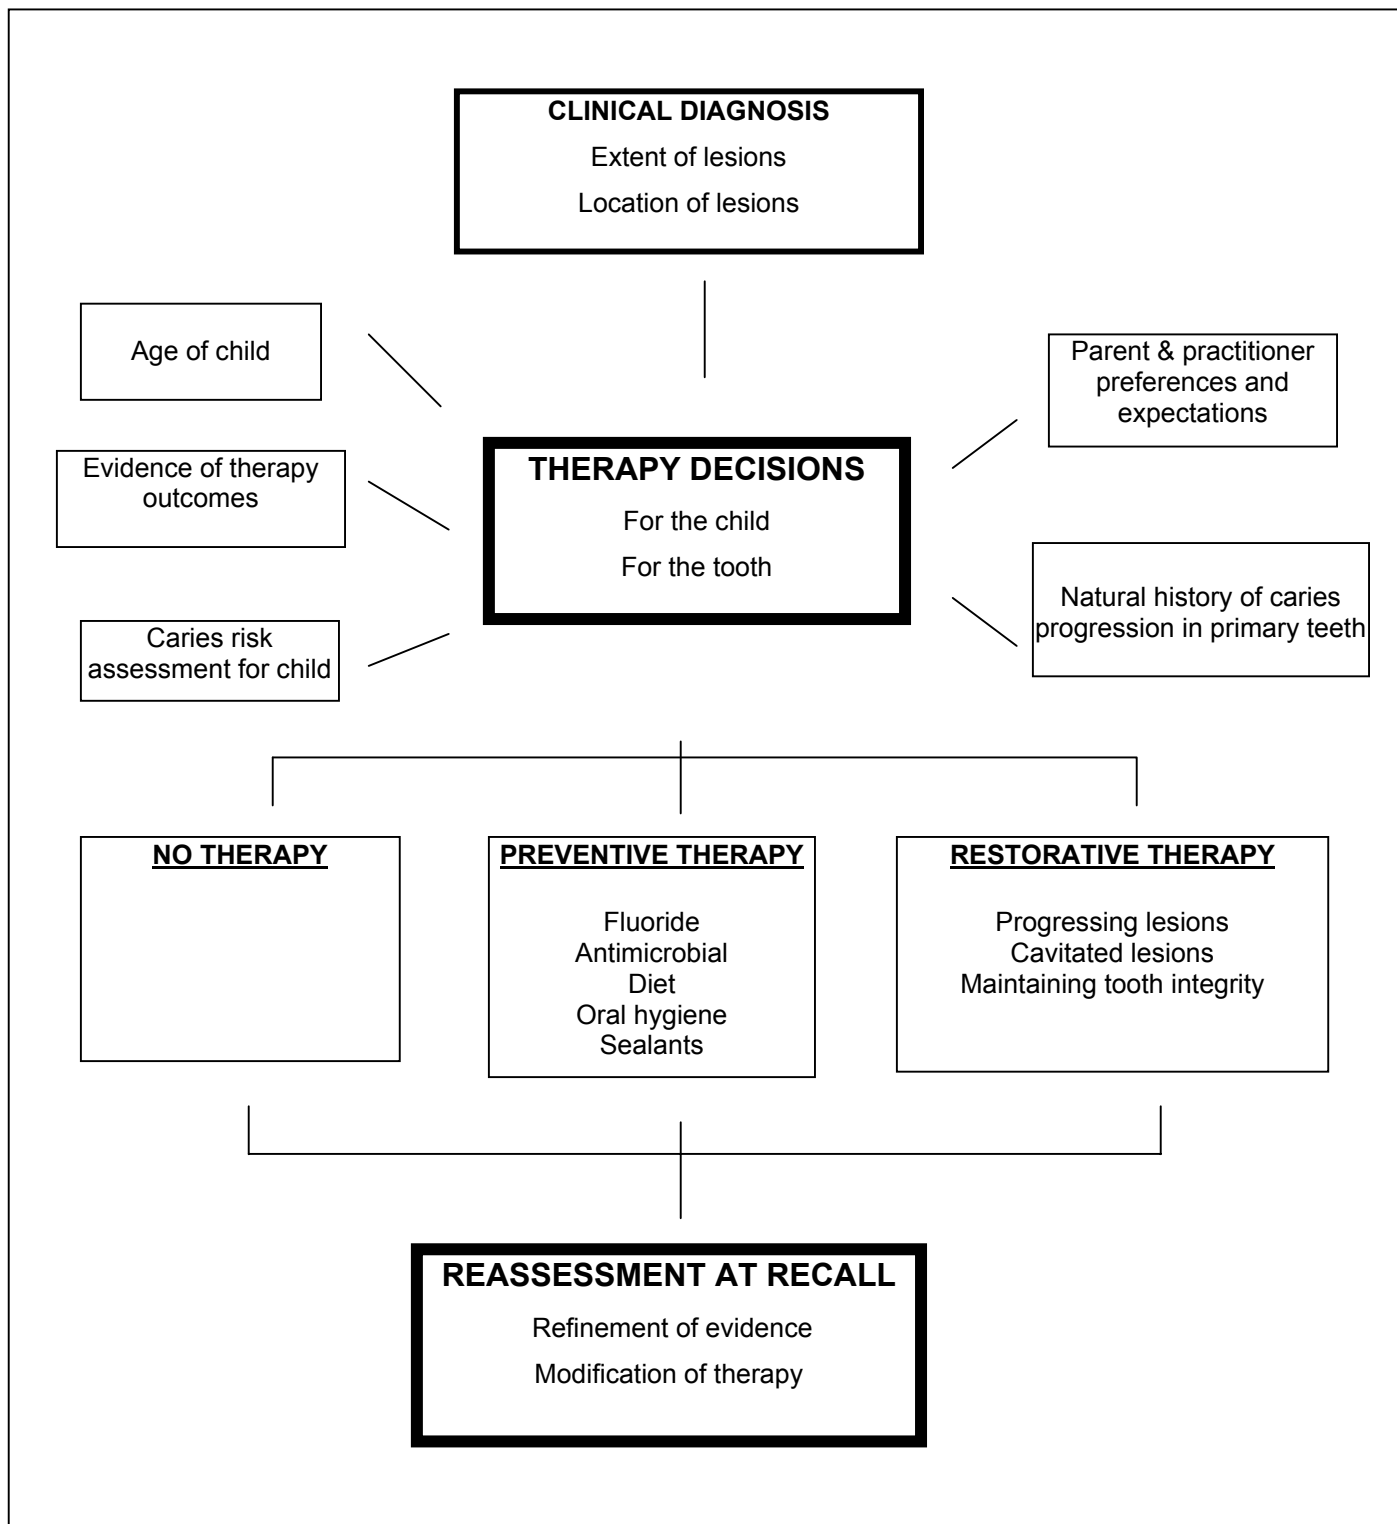 CLINICAL DIAGNOSIS
Extent of lesions
Location of lesions
Age of child
Parent & practitioner
preferences and
expectations
Evidence of therapy
outcomes
THERAPY DECISIONS
For the child
For the tooth
Natural history of caries
progression in primary teeth
Caries risk
assessment for child
NO THERAPY
PREVENTIVE THERAPY
Fluoride
Antimicrobial
Diet
Oral hygiene
Sealants
RESTORATIVE THERAPY
Progressing lesions
Cavitated lesions
Maintaining tooth integrity
REASSESSMENT AT RECALL
Refinement of evidence
Modification of therapy